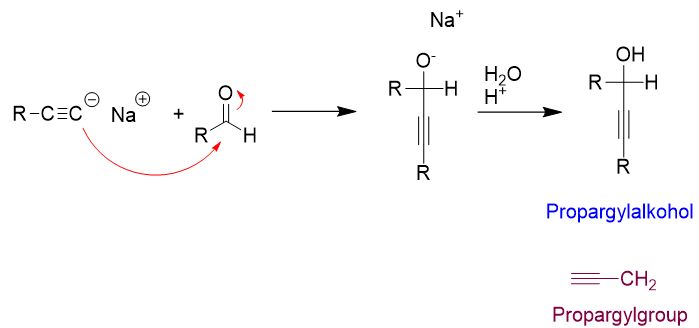 Na⁺
O⁻
R H
R
R–C≡C⊖ Na⊕ +
O
R H
H₂O
H⁺
OH
R H
R
Propargylalkohol
CH₂
Propargylgroup